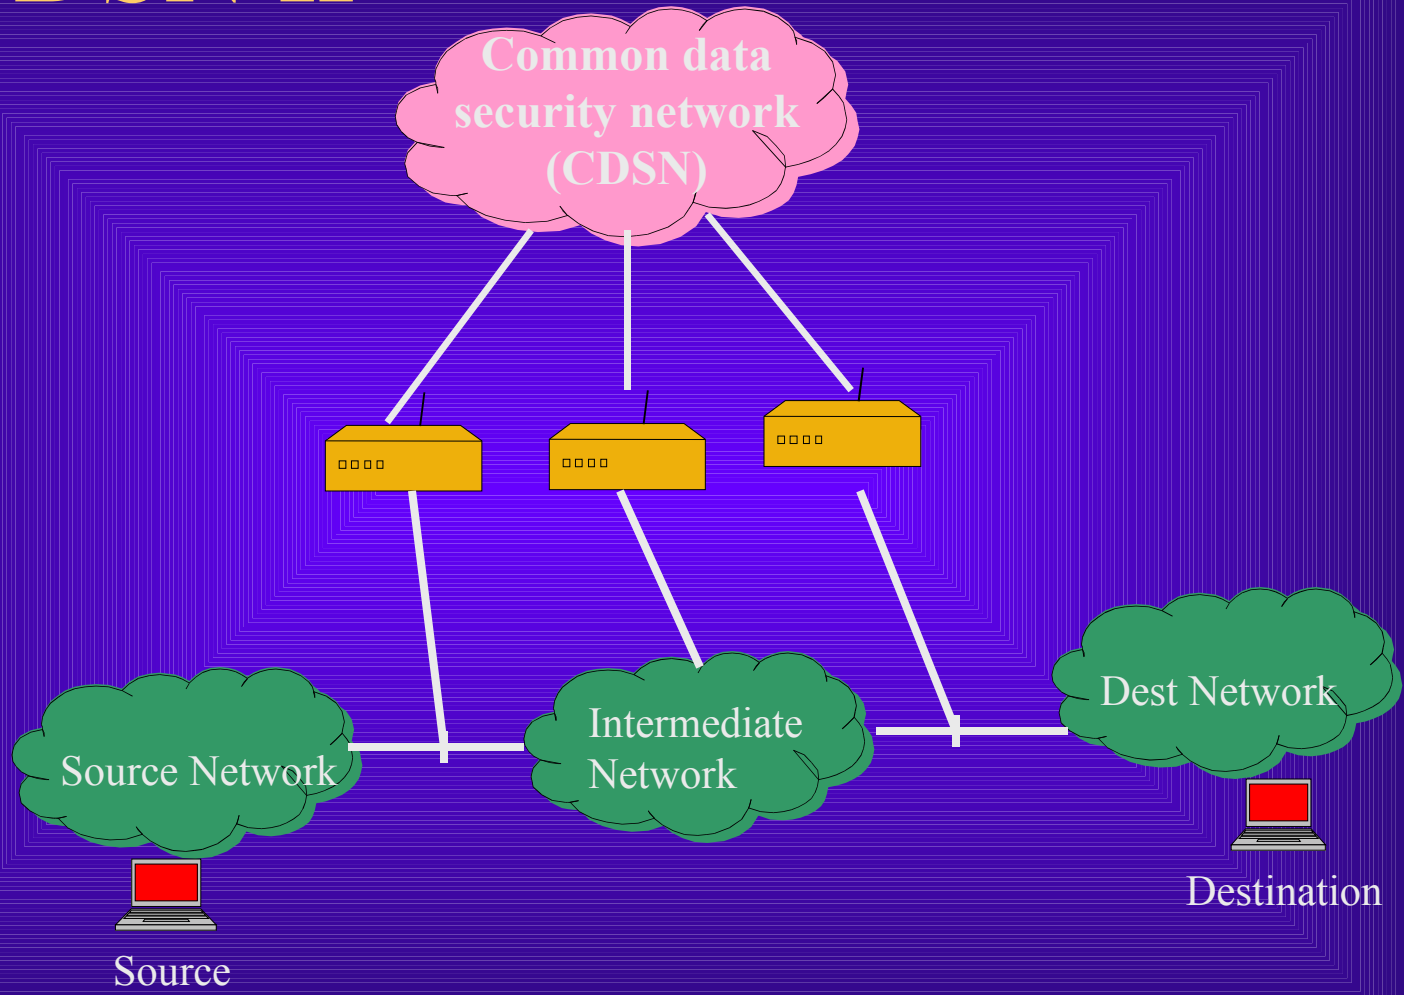 Common data
security network
(CDSN)
Source Network
Intermediate
Network
Dest Network
Destination
Source